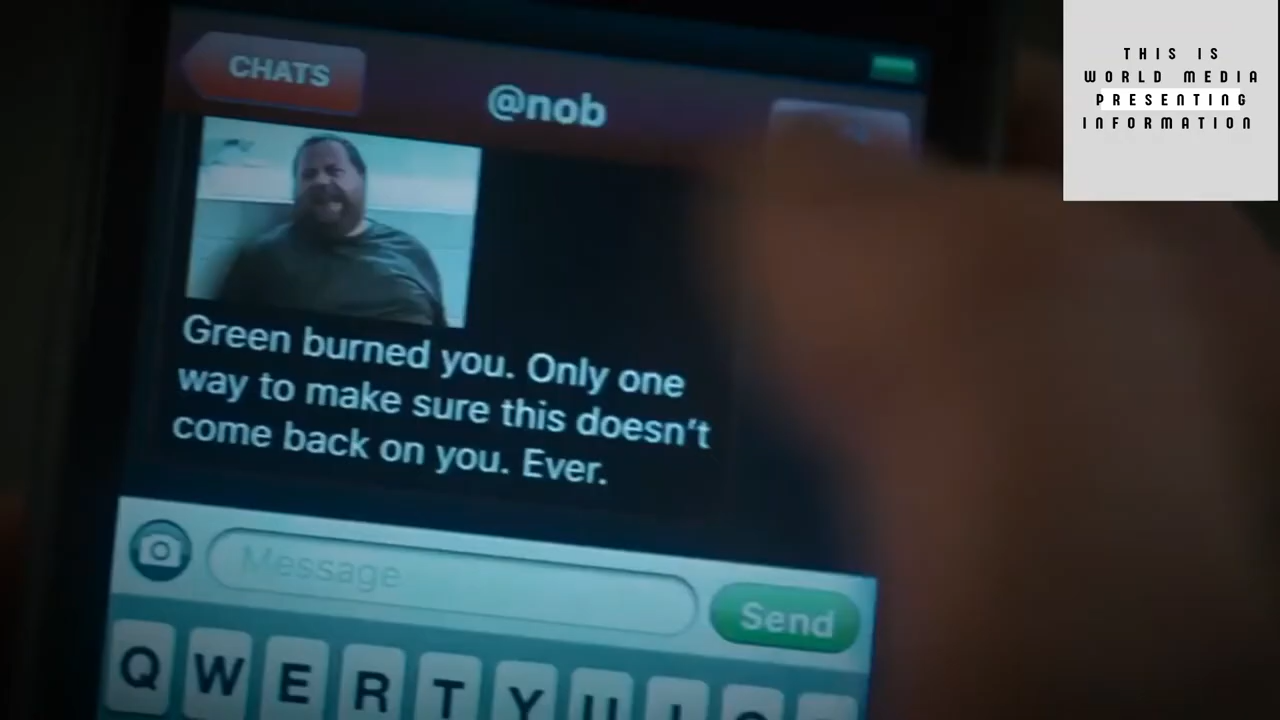 THIS IS
WORLD MEDIA
PRESENTING
INFORMATION
CHATS
@nob
Green burned you. Only one
way to make sure this doesn't
come back on you. Ever.
Message
Send
Q W E R T Y U